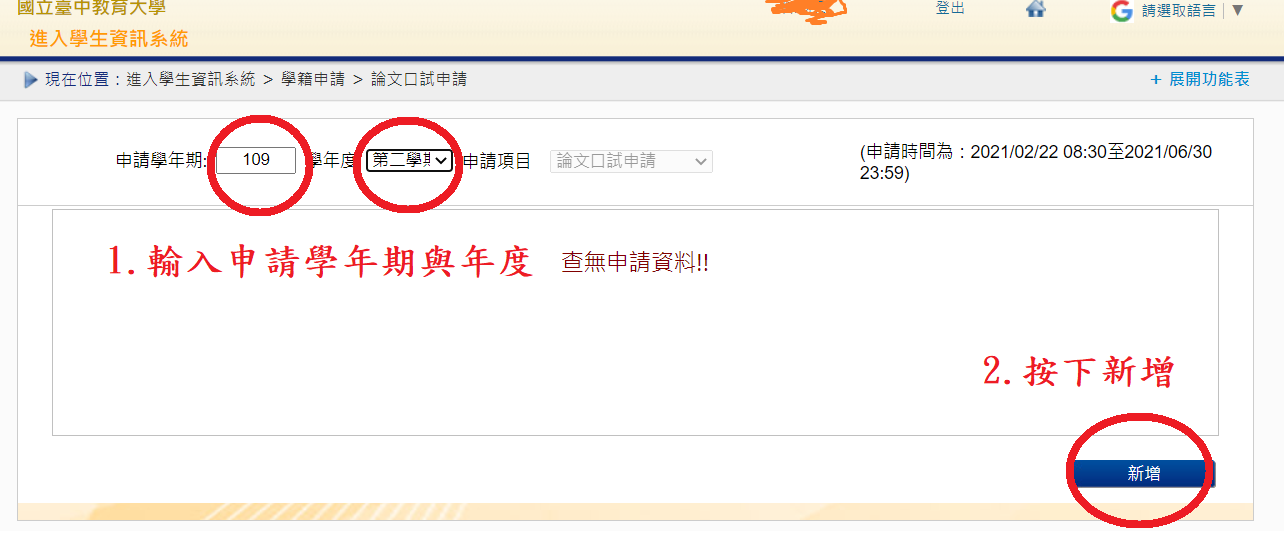 國立臺中教育大學
登出
請選取語言 ▼
進入學生資訊系統
現在位置：進入學生資訊系統 > 學籍申請 > 論文口試申請
+ 展開功能表
申請學年期: 109 學年度 第二學期 申請項目 論文口試申請
(申請時間為：2021/02/22 08:30至2021/06/30
23:59)
1.輸入申請學年期與年度
查無申請資料!!
2.按下新增
新增